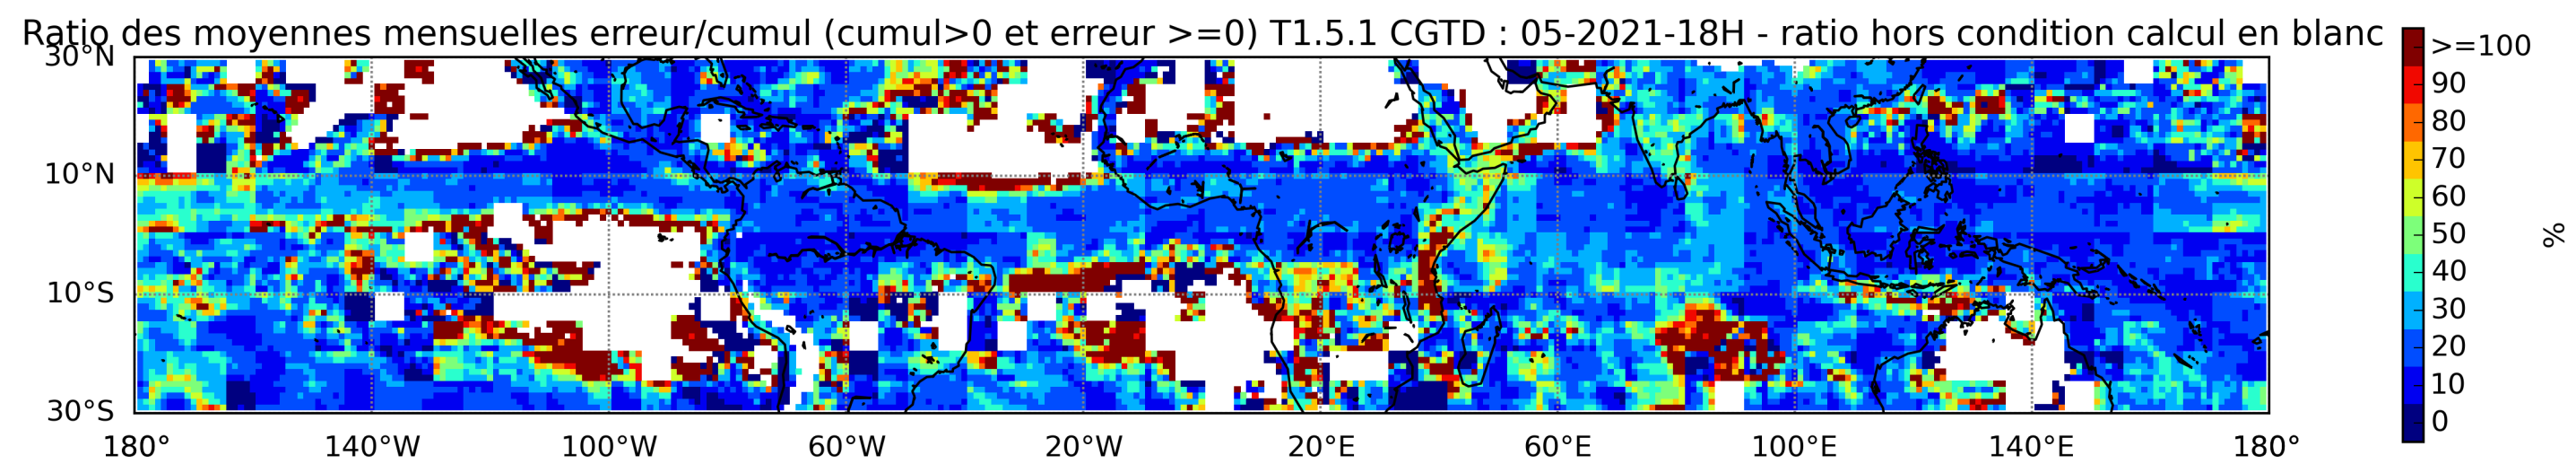 Ratio des moyennes mensuelles erreur/cumul (cumul>0 et erreur >=0) T1.5.1 CGTD : 05-2021-18H - ratio hors condition calcul en blanc
30°N
10°N
10°S
30°S
180° 140°W 100°W 60°W 20°W 20°E 60°E 100°E 140°E 180°
>=100
90
80
70
60
50
40
30
20
10
0
%